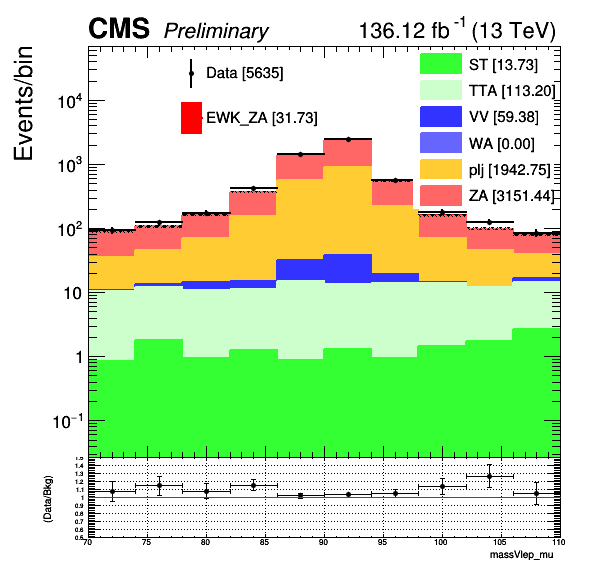 CMS Preliminary 136.12 fb⁻¹ (13 TeV)
Events/bin
Data [5635]
EWK_ZA [31.73]
ST [13.73]
TTA [113.20]
VV [59.38]
WA [0.00]
plj [1942.75]
ZA [3151.44]
10⁴
10³
10²
10
1
10⁻¹
(Data/Bkg)
1.5
1.4
1.3
1.2
1.1
1
0.9
0.8
0.7
0.6
0.5
70 75 80 85 90 95 100 105 110
massVlep_mu